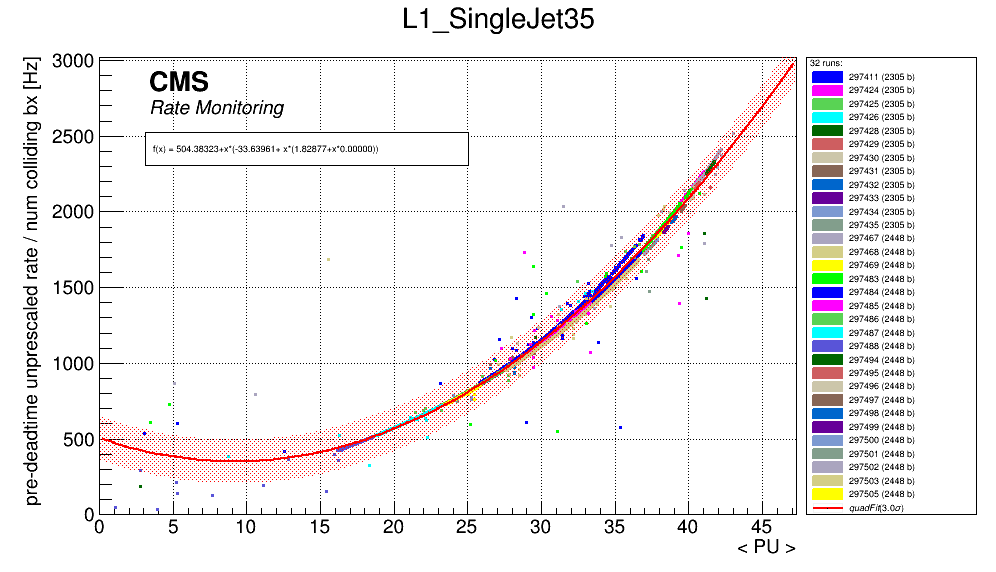 L1_SingleJet35
pre-deadtime unprescaled rate / num colliding bx [Hz]
3000
2500
2000
1500
1000
500
0
CMS
Rate Monitoring
f(x) = 504.38323+x*(-33.63961+ x*(1.82877+x*0.00000))
0 5 10 15 20 25 30 35 40 45
< PU >
32 runs:
297411 (2305 b)
297424 (2305 b)
297425 (2305 b)
297426 (2305 b)
297428 (2305 b)
297429 (2305 b)
297430 (2305 b)
297431 (2305 b)
297432 (2305 b)
297433 (2305 b)
297434 (2305 b)
297435 (2305 b)
297467 (2448 b)
297468 (2448 b)
297469 (2448 b)
297483 (2448 b)
297484 (2448 b)
297485 (2448 b)
297486 (2448 b)
297487 (2448 b)
297488 (2448 b)
297494 (2448 b)
297495 (2448 b)
297496 (2448 b)
297497 (2448 b)
297498 (2448 b)
297499 (2448 b)
297500 (2448 b)
297501 (2448 b)
297502 (2448 b)
297503 (2448 b)
297505 (2448 b)
quadFit(3.0σ)